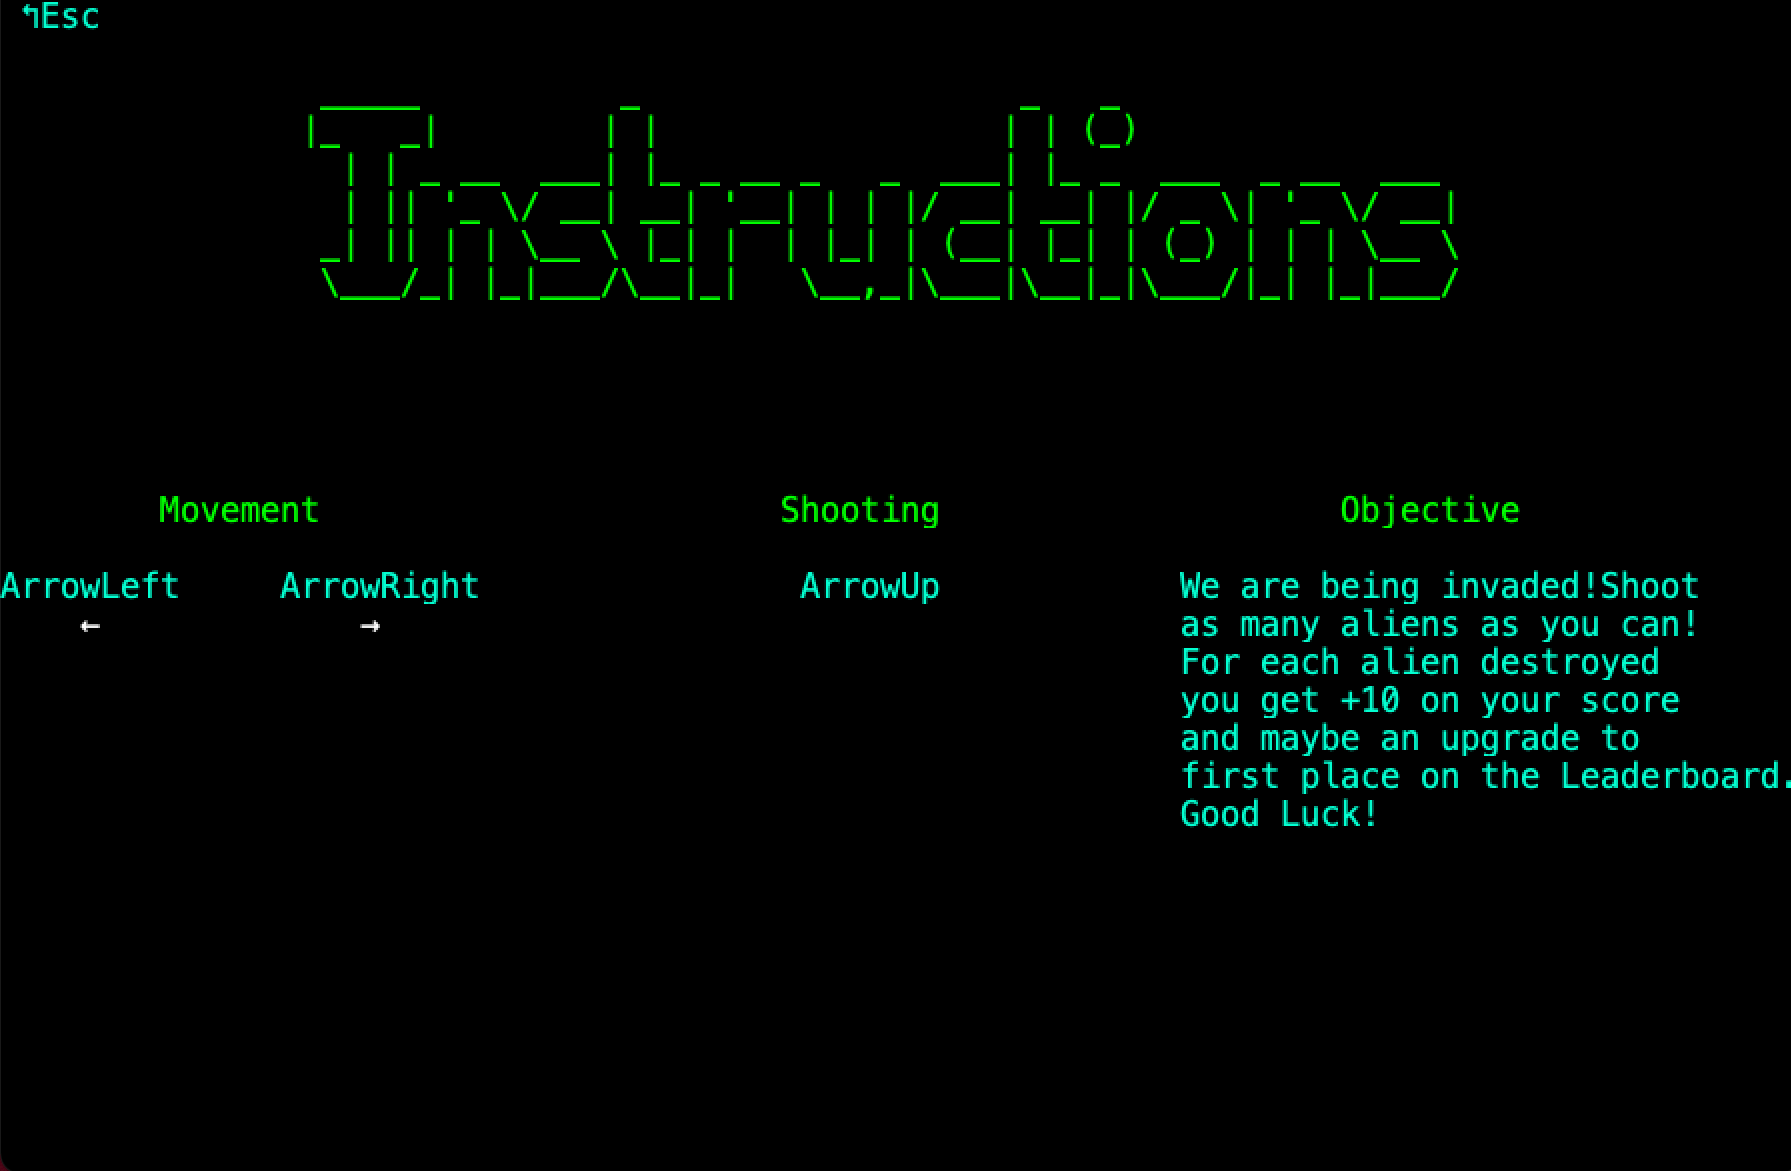 ↰Esc
Instructions
Movement
Shooting
Objective
ArrowLeft
ArrowRight
ArrowUp
←
→
We are being invaded!Shoot
as many aliens as you can!
For each alien destroyed
you get +10 on your score
and maybe an upgrade to
first place on the Leaderboard.
Good Luck!